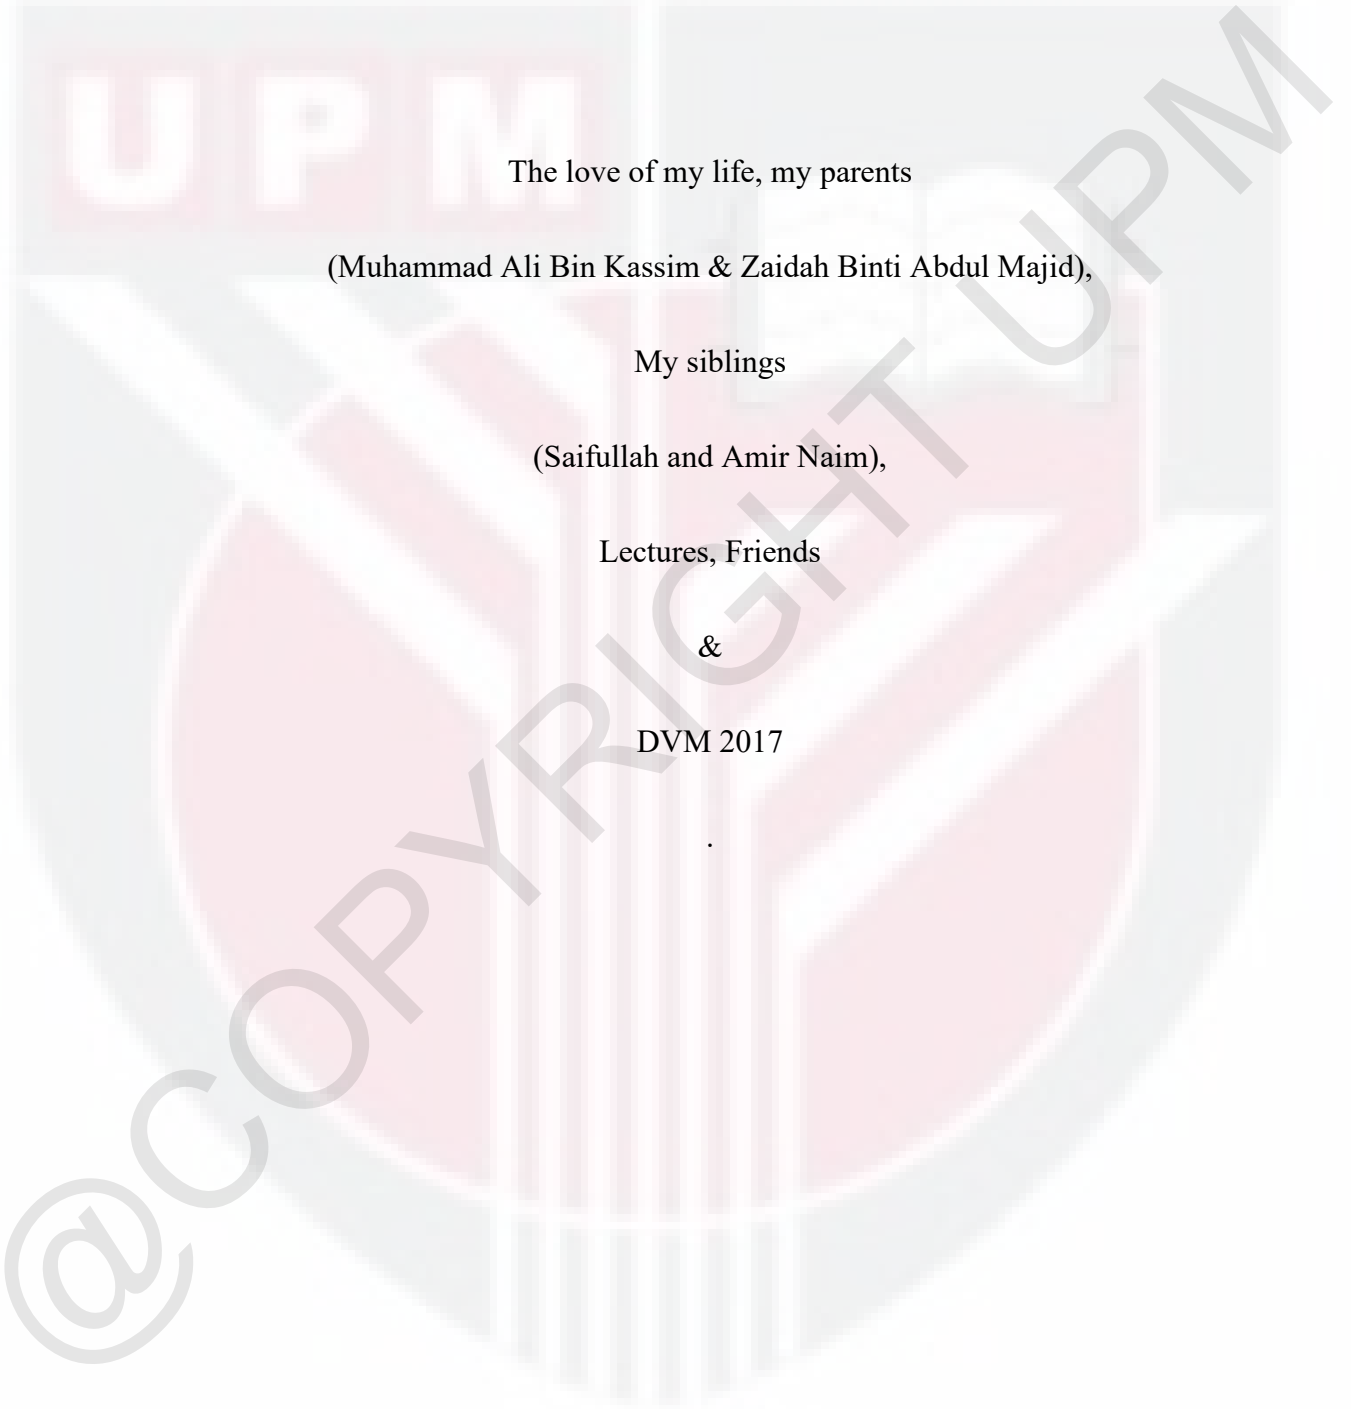 UPM
The love of my life, my parents
(Muhammad Ali Bin Kassim & Zaidah Binti Abdul Majid),
My siblings
(Saifullah and Amir Naim),
Lectures, Friends
&
DVM 2017
.
@COPYRIGHT UPM